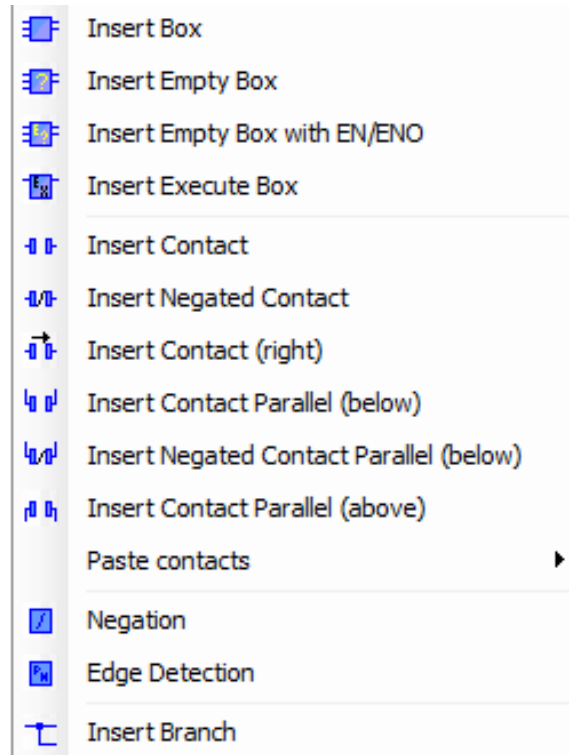 Insert Box
Insert Empty Box
Insert Empty Box with EN/ENO
Insert Execute Box
Insert Contact
Insert Negated Contact
Insert Contact (right)
Insert Contact Parallel (below)
Insert Negated Contact Parallel (below)
Insert Contact Parallel (above)
Paste contacts
Negation
Edge Detection
Insert Branch